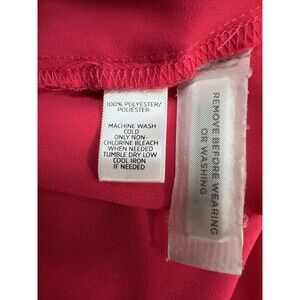 100% POLYESTER/
POLIÉSTER
MACHINE WASH
COLD
ONLY NON-
CHLORINE BLEACH
WHEN NEEDED
TUMBLE DRY LOW
COOL IRON
IF NEEDED
REMOVE BEFORE WEARING
OR WASHING